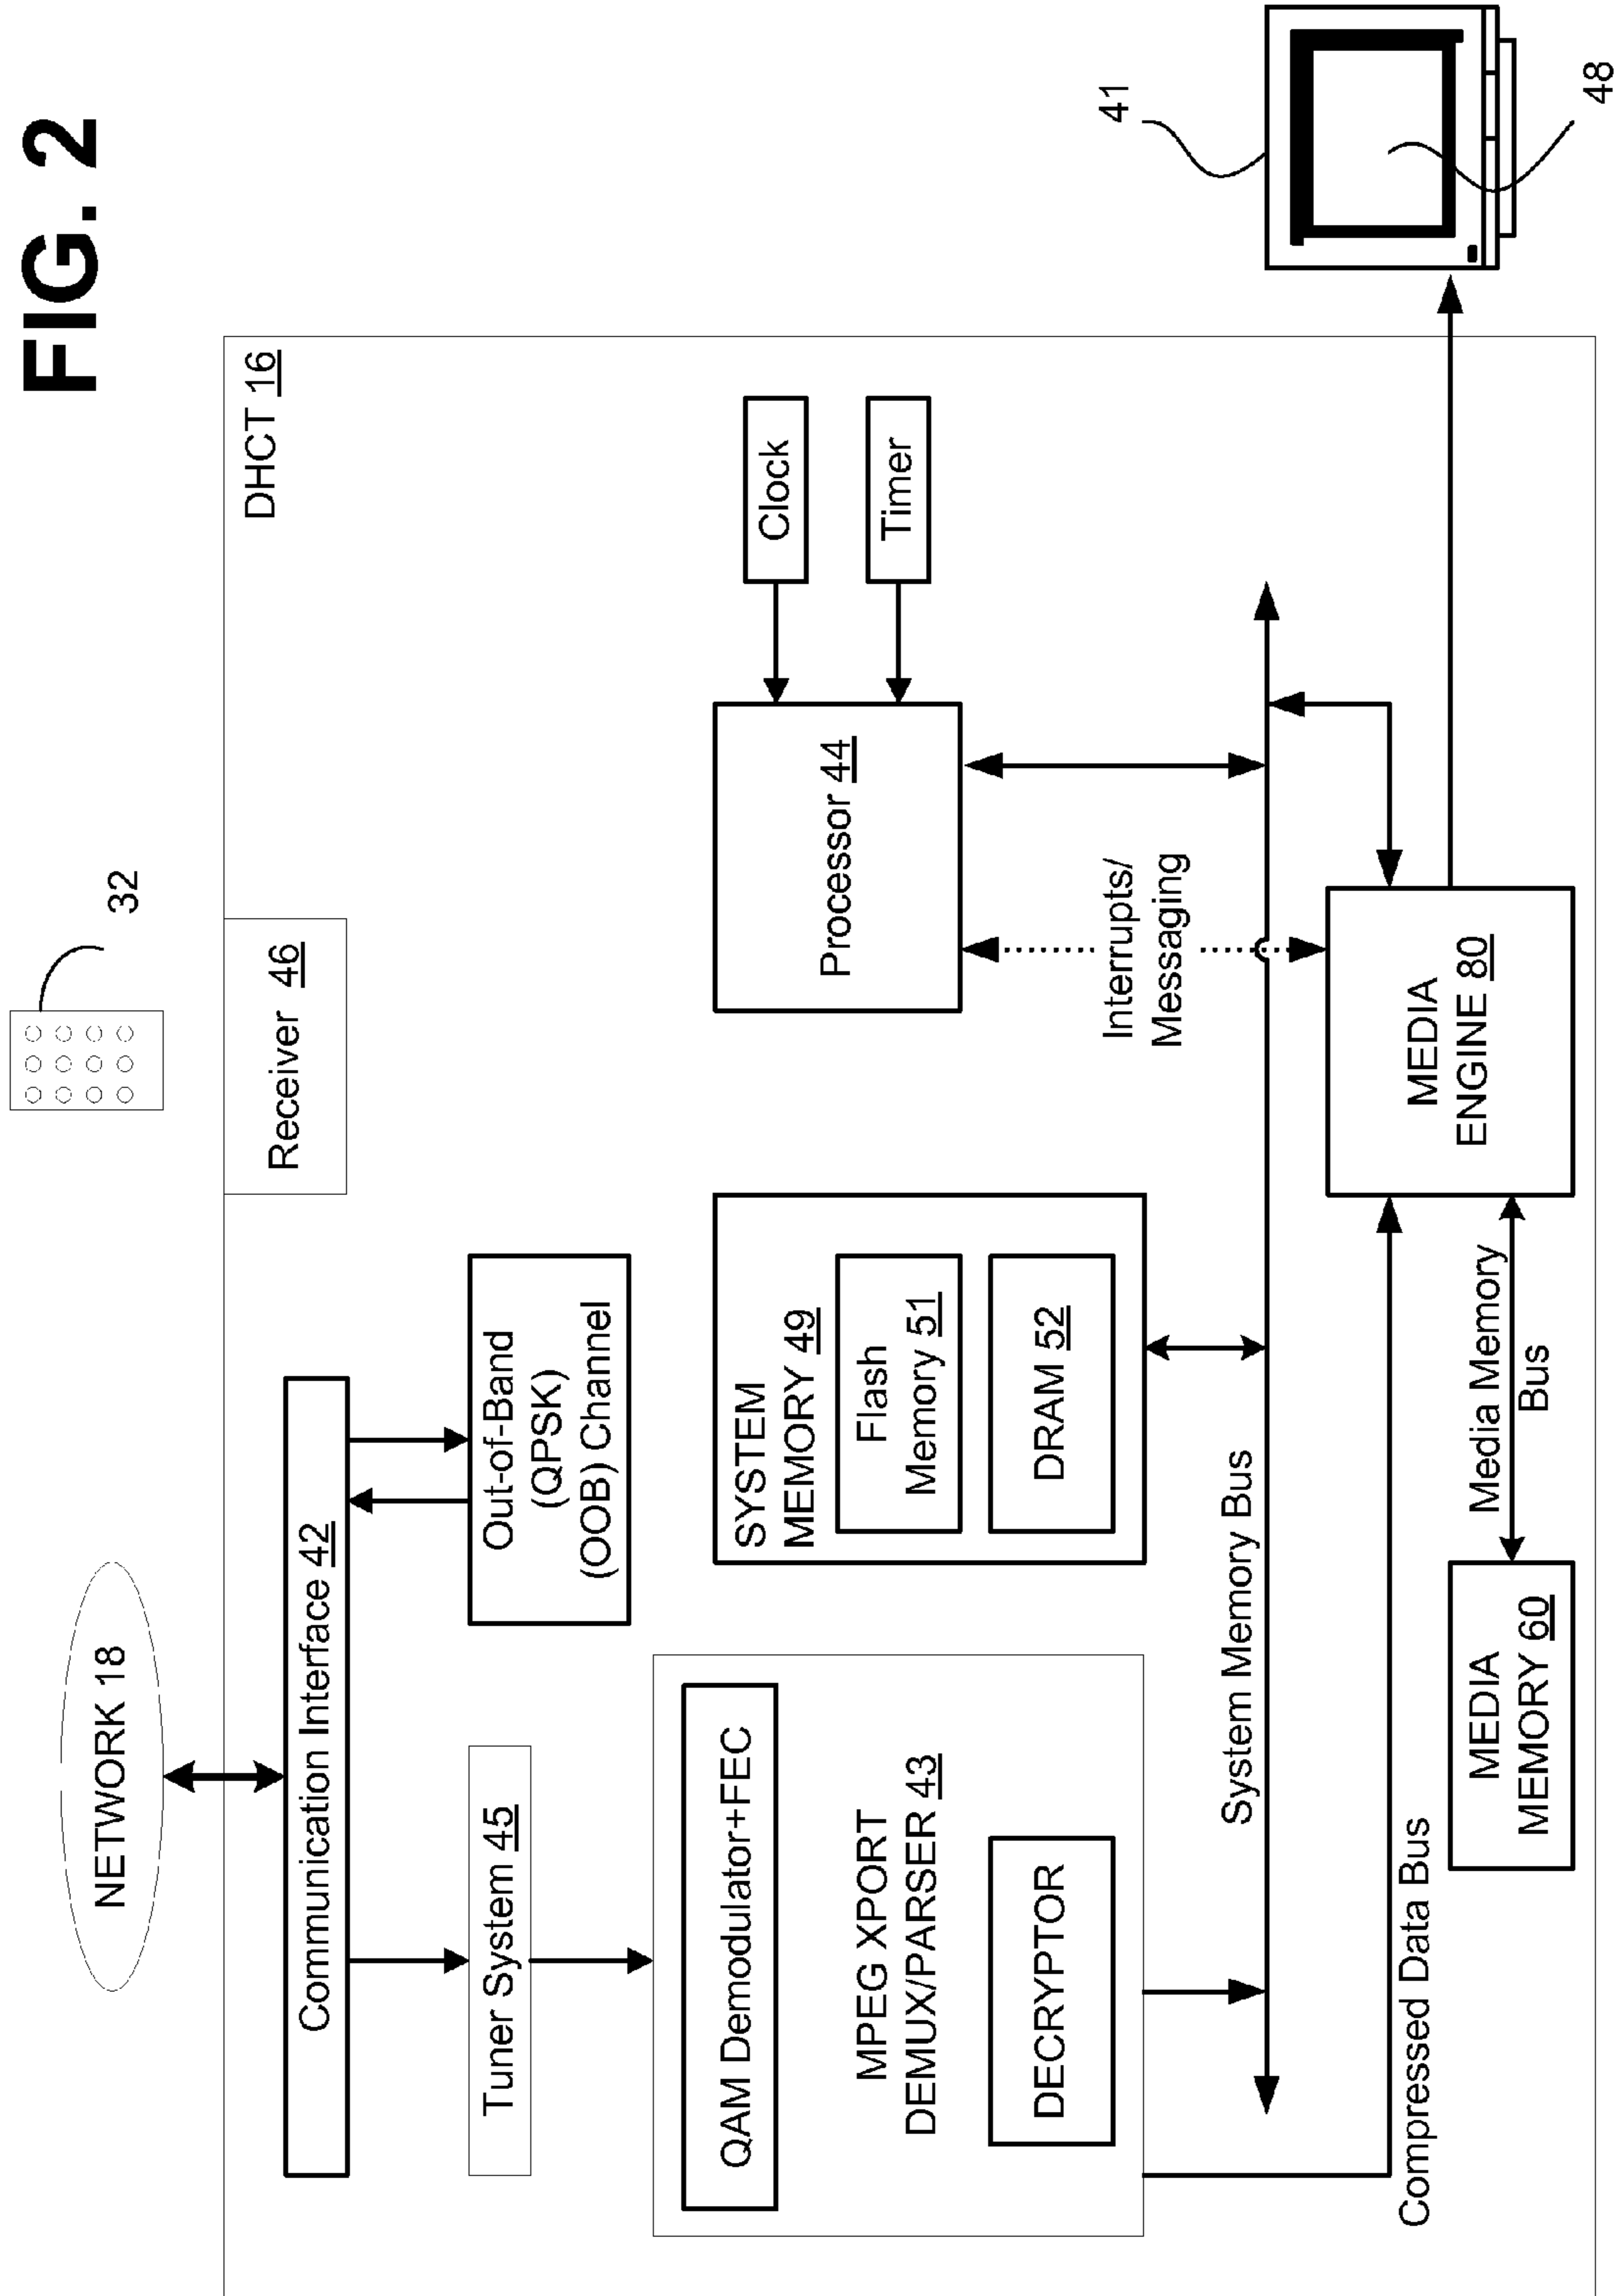 FIG. 2
NETWORK 18
32
DHCT 16
Communication Interface 42
Receiver 46
Tuner System 45
Out-of-Band
(QPSK)
(OOB) Channel
QAM Demodulator+FEC
MPEG XPORT
DEMUX/PARSER 43
DECRYPTOR
SYSTEM
MEMORY 49
Flash
Memory 51
DRAM 52
Processor 44
Clock
Timer
Interrupts/
Messaging
System Memory Bus
Compressed Data Bus
MEDIA
MEMORY 60
Media Memory
Bus
MEDIA
ENGINE 80
41
48